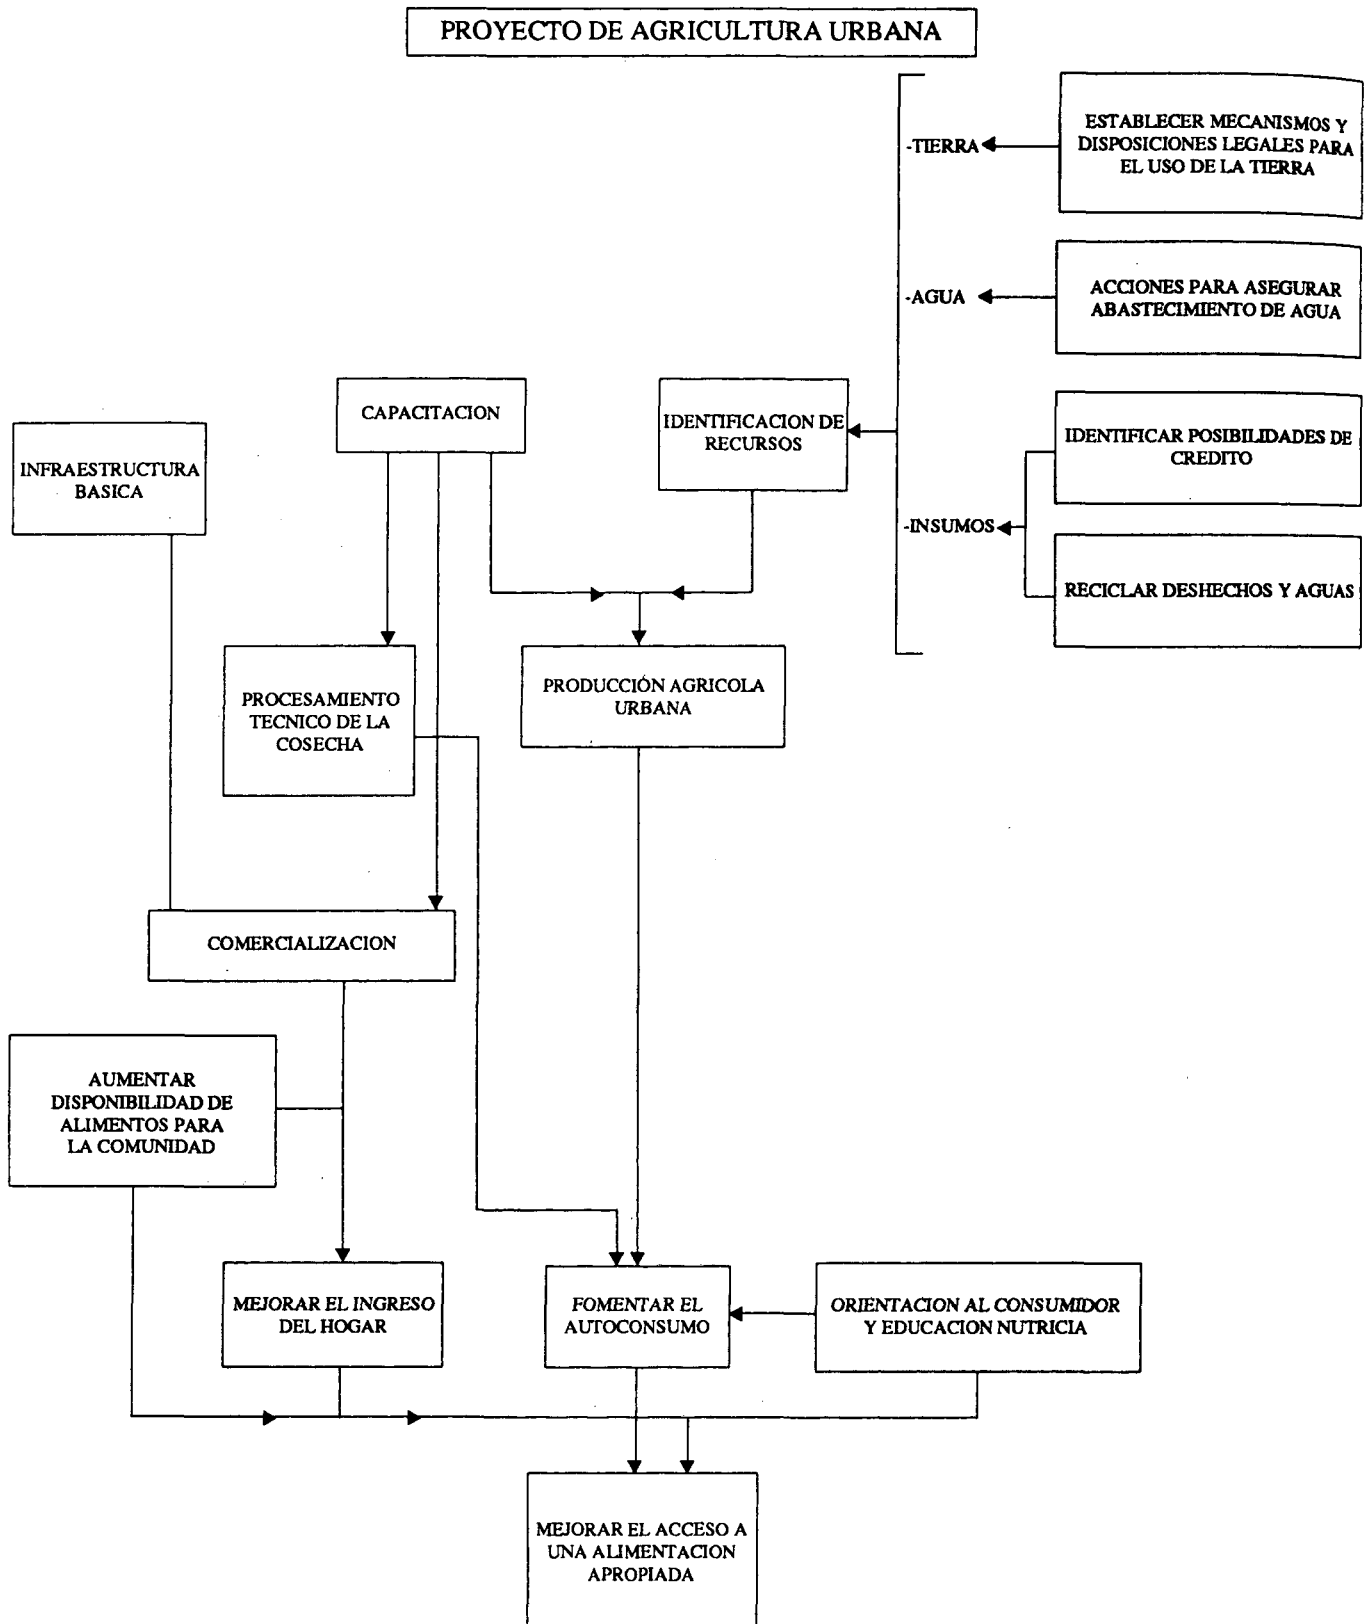 PROYECTO DE AGRICULTURA URBANA
ESTABLECER MECANISMOS Y
DISPOSICIONES LEGALES PARA
EL USO DE LA TIERRA
-TIERRA
ACCIONES PARA ASEGURAR
ABASTECIMIENTO DE AGUA
-AGUA
CAPACITACION
IDENTIFICACION DE
RECURSOS
IDENTIFICAR POSIBILIDADES DE
CREDITO
INFRAESTRUCTURA
BASICA
-INSUMOS
RECICLAR DESHECHOS Y AGUAS
PROCESAMIENTO
TECNICO DE LA
COSECHA
PRODUCCIÓN AGRICOLA
URBANA
COMERCIALIZACION
AUMENTAR
DISPONIBILIDAD DE
ALIMENTOS PARA
LA COMUNIDAD
MEJORAR EL INGRESO
DEL HOGAR
FOMENTAR EL
AUTOCONSUMO
ORIENTACION AL CONSUMIDOR
Y EDUCACION NUTRICIA
MEJORAR EL ACCESO A
UNA ALIMENTACION
APROPIADA